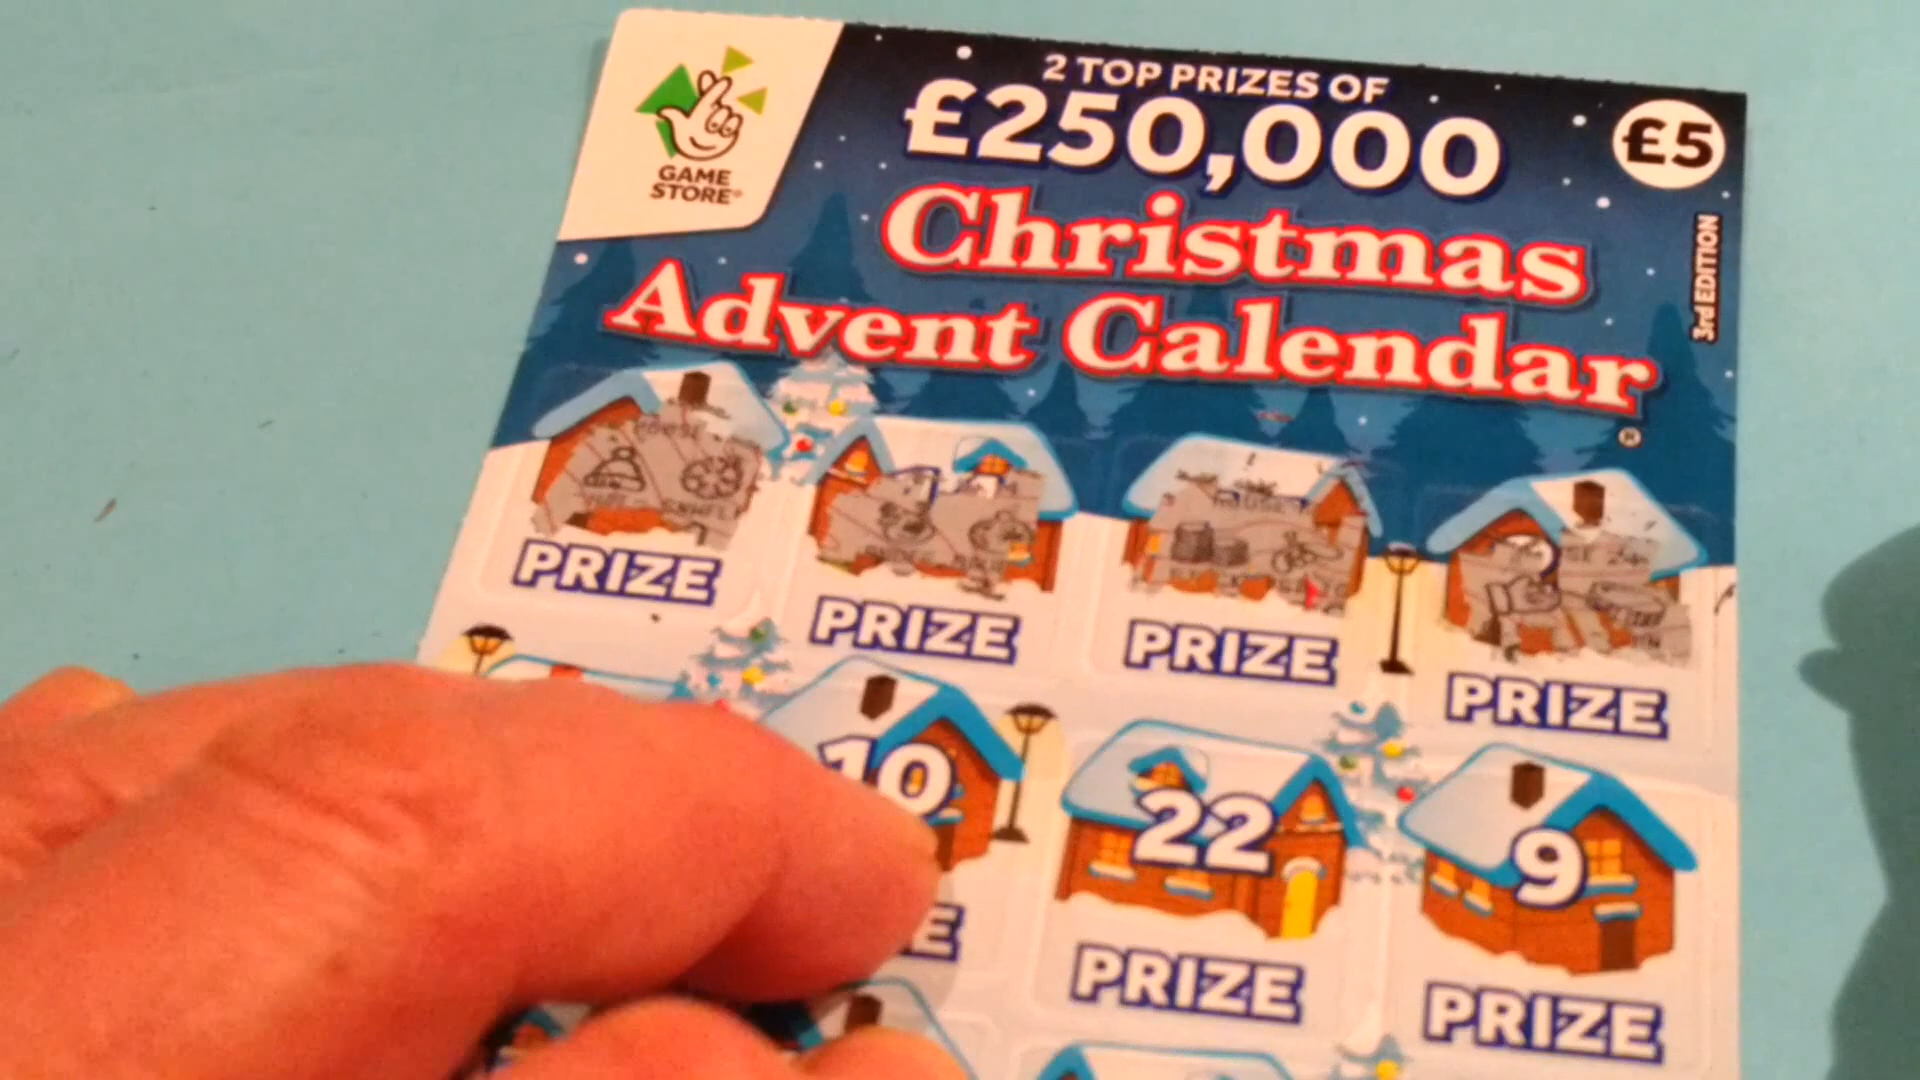 GAME
STORE®
2 TOP PRIZES OF
£250,000
£5
3rd EDITION
Christmas
Advent Calendar®
PRIZE
PRIZE
PRIZE
PRIZE
10
22
9
PRIZE
PRIZE